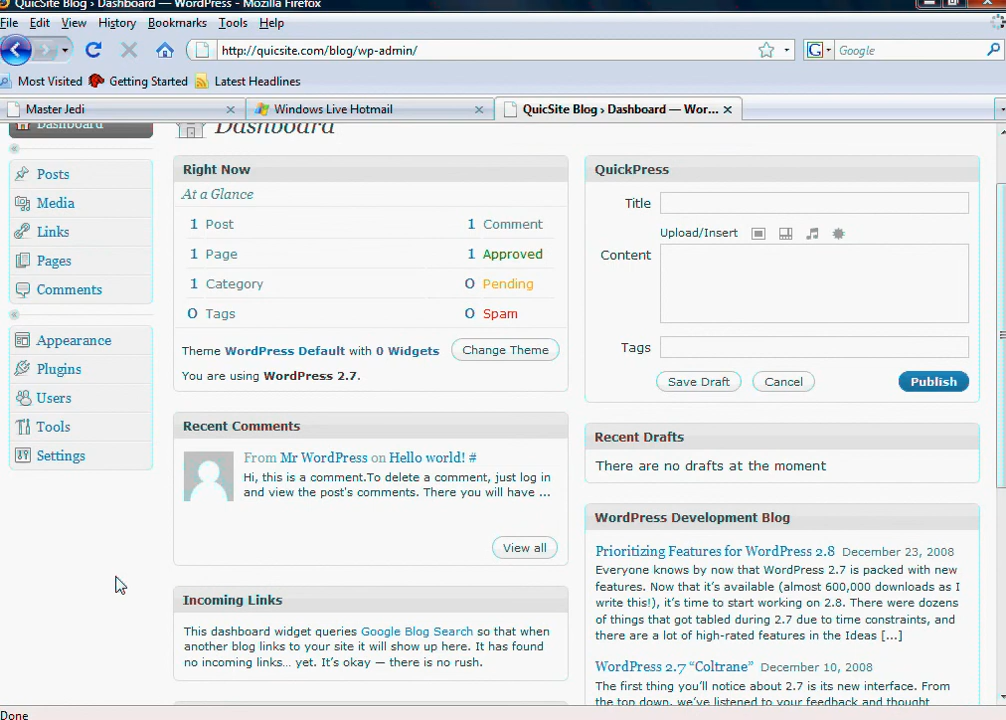 QuicSite Blog › Dashboard — WordPress - Mozilla Firefox
File Edit View History Bookmarks Tools Help
http://quicsite.com/blog/wp-admin/
G Google
Most Visited Getting Started Latest Headlines
Master Jedi
Windows Live Hotmail
QuicSite Blog › Dashboard — Wor...
Dashboard
Posts
Media
Links
Pages
Comments
Appearance
Plugins
Users
Tools
Settings
Dashboard
Right Now
At a Glance
1 Post 1 Comment
1 Page 1 Approved
1 Category 0 Pending
0 Tags 0 Spam
Theme WordPress Default with 0 Widgets Change Theme
You are using WordPress 2.7.
Recent Comments
From Mr WordPress on Hello world! #
Hi, this is a comment.To delete a comment, just log in
and view the post's comments. There you will have ...
View all
Incoming Links
This dashboard widget queries Google Blog Search so that when
another blog links to your site it will show up here. It has found
no incoming links… yet. It's okay — there is no rush.
QuickPress
Title
Upload/Insert
Content
Tags
Save Draft Cancel Publish
Recent Drafts
There are no drafts at the moment
WordPress Development Blog
Prioritizing Features for WordPress 2.8 December 23, 2008
Everyone knows by now that WordPress 2.7 is packed with new
features. Now that it's available (almost 600,000 downloads as I
write this!), it's time to start working on 2.8. There were dozens
of things that got tabled during 2.7 due to time constraints, and
there are a lot of high-rated features in the Ideas [...]
WordPress 2.7 “Coltrane” December 10, 2008
The first thing you'll notice about 2.7 is its new interface. From
the top down, we've listened to your feedback and thought
Done